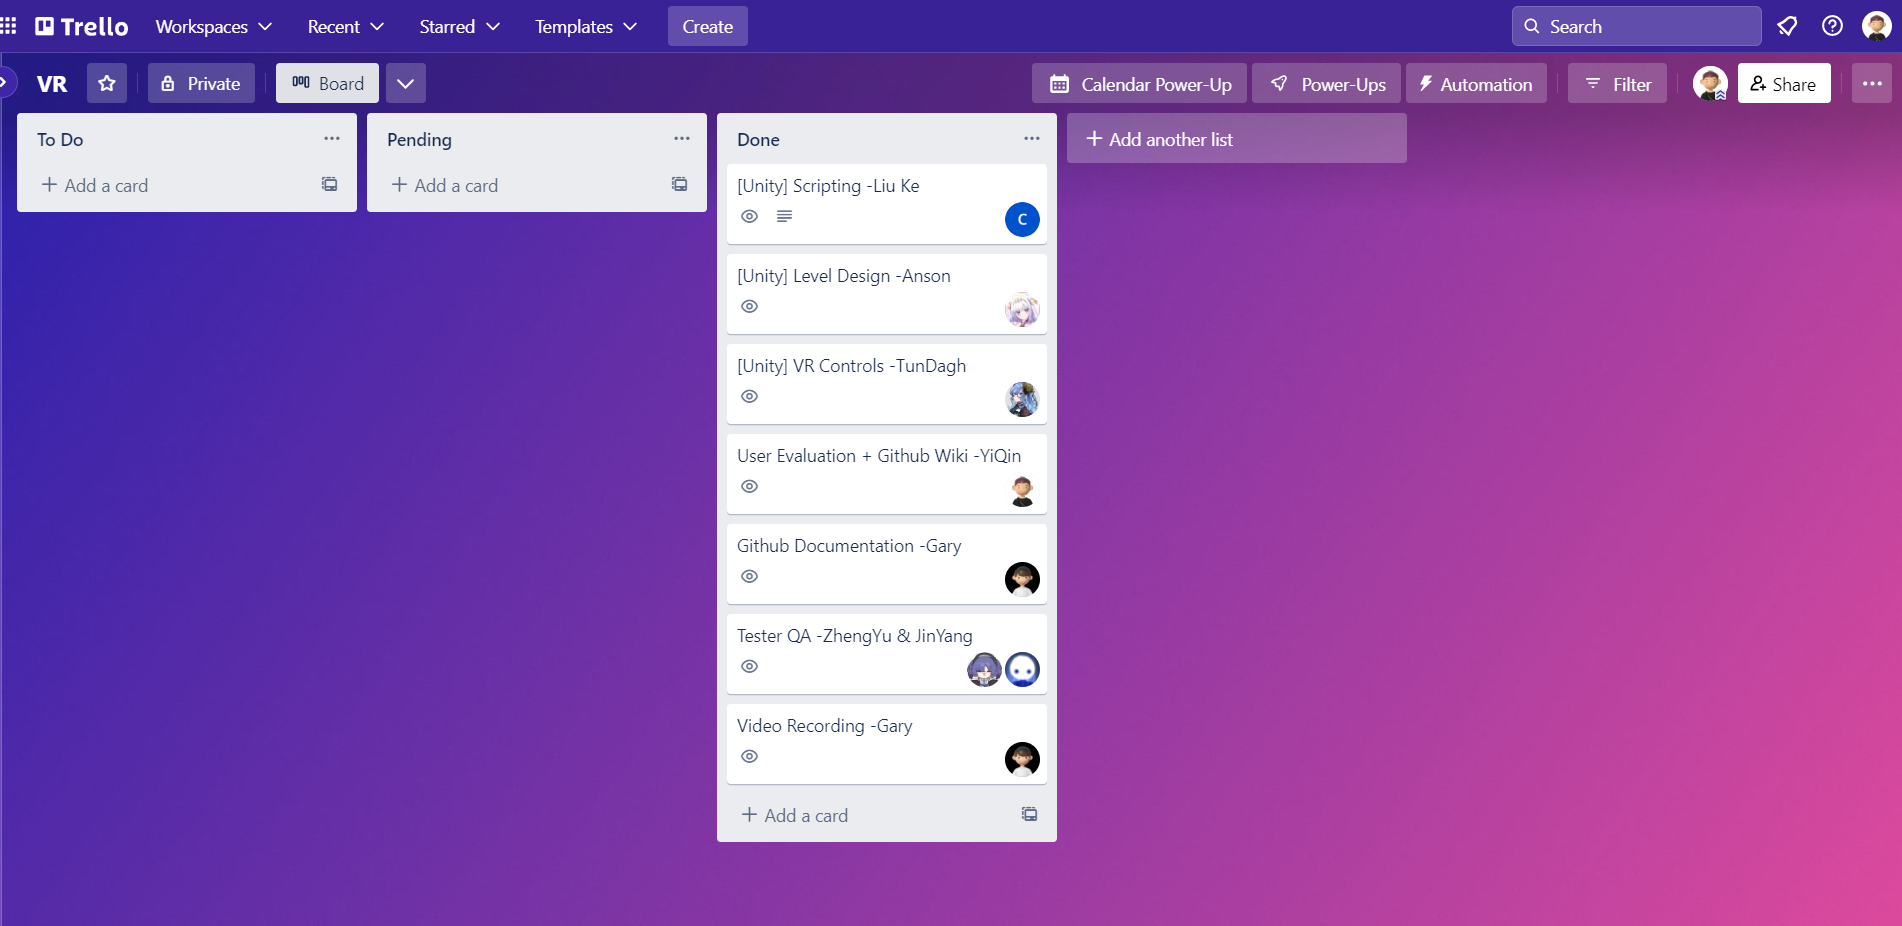 Trello Workspaces Recent Starred Templates Create Search
VR Private Board Calendar Power-Up Power-Ups Automation Filter Share
To Do
Add a card
Pending
Add a card
Done
[Unity] Scripting -Liu Ke
C
[Unity] Level Design -Anson
[Unity] VR Controls -TunDagh
User Evaluation + Github Wiki -YiQin
Github Documentation -Gary
Tester QA -ZhengYu & JinYang
Video Recording -Gary
Add a card
Add another list